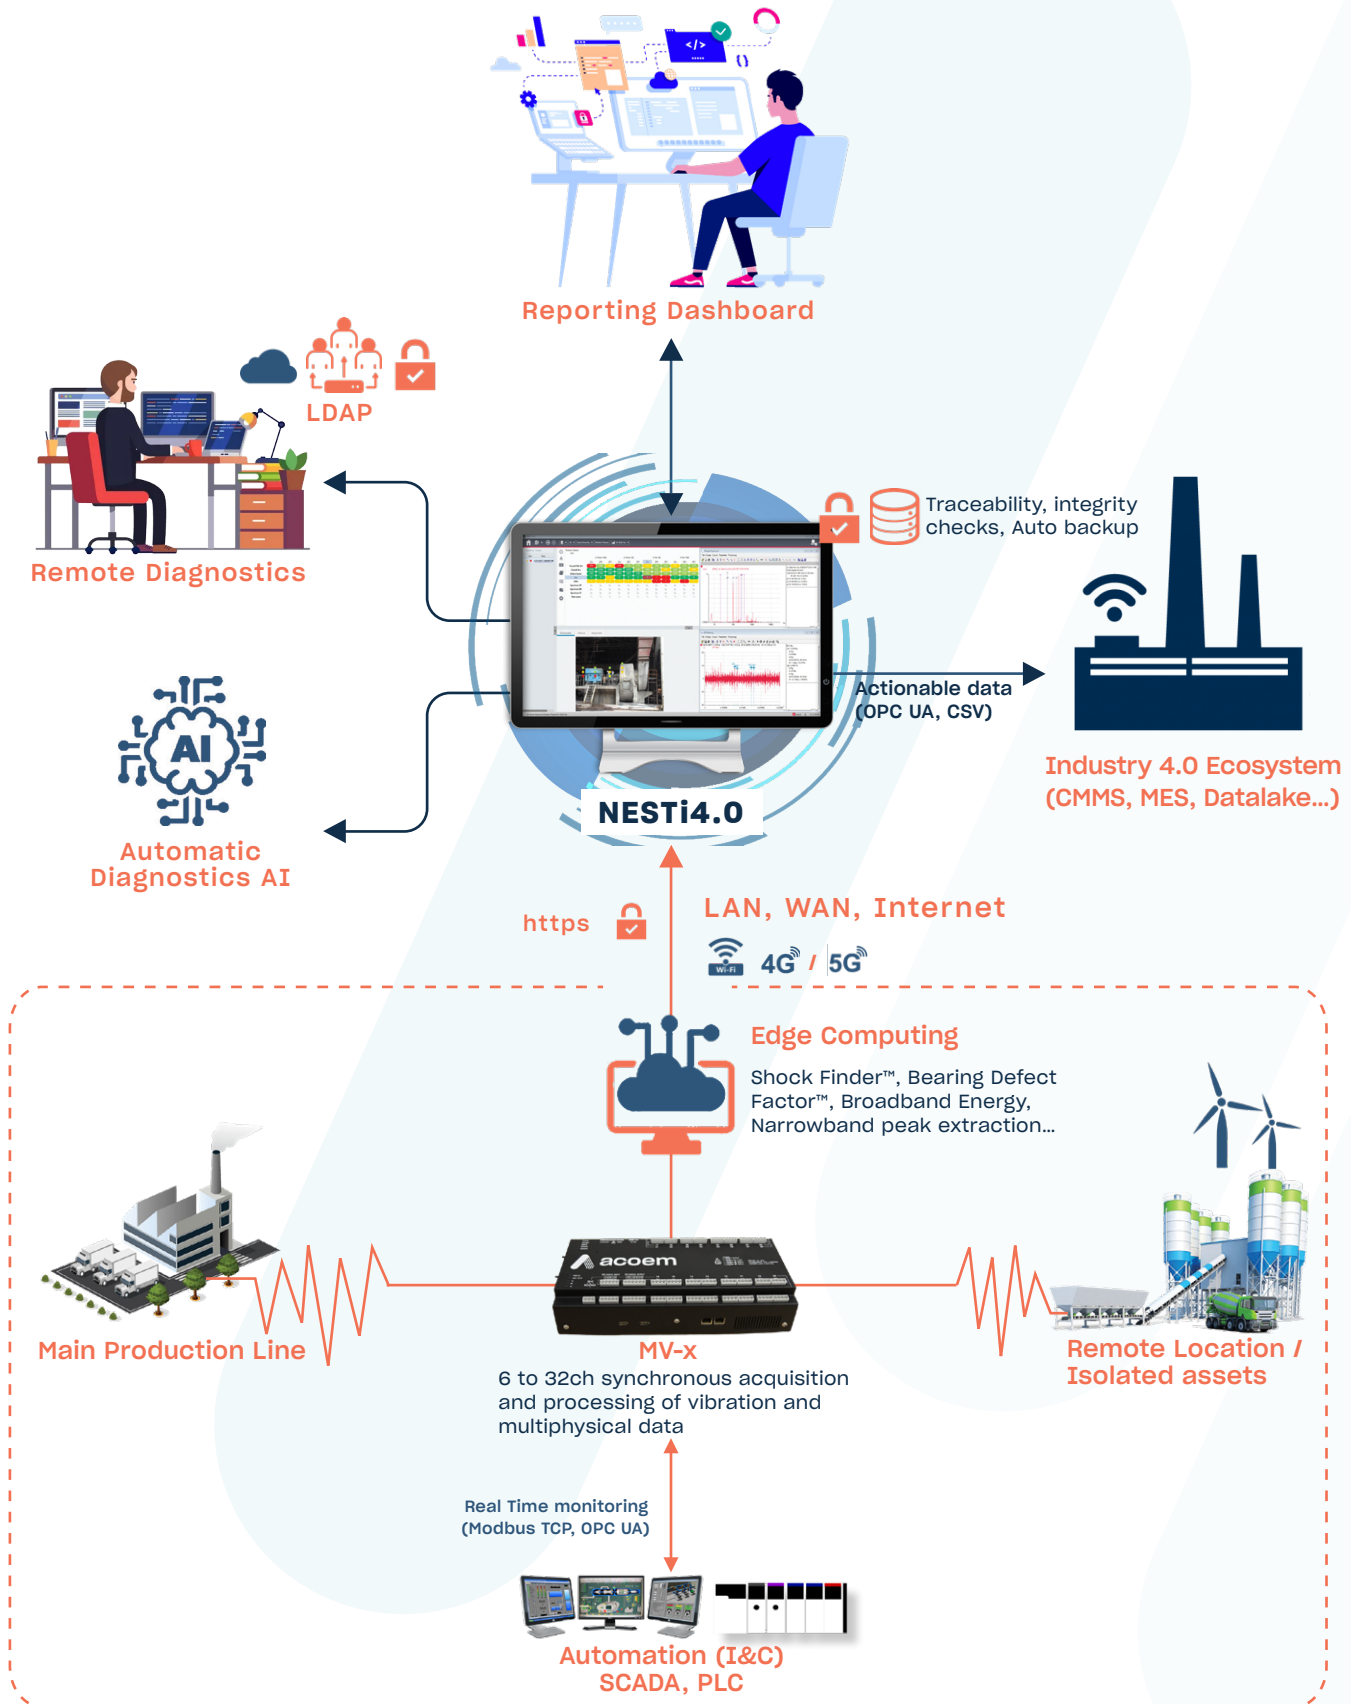 Reporting Dashboard
LDAP
Remote Diagnostics
Traceability, integrity
checks, Auto backup
Actionable data
(OPC UA, CSV)
Industry 4.0 Ecosystem
(CMMS, MES, Datalake...)
NESTi4.0
AI
Automatic
Diagnostics AI
https
LAN, WAN, Internet
Wi-Fi
4G / 5G
Edge Computing
Shock Finder™, Bearing Defect
Factor™, Broadband Energy,
Narrowband peak extraction...
acoem
Main Production Line
MV-x
6 to 32ch synchronous acquisition
and processing of vibration and
multiphysical data
Remote Location /
Isolated assets
Real Time monitoring
(Modbus TCP, OPC UA)
Automation (I&C)
SCADA, PLC